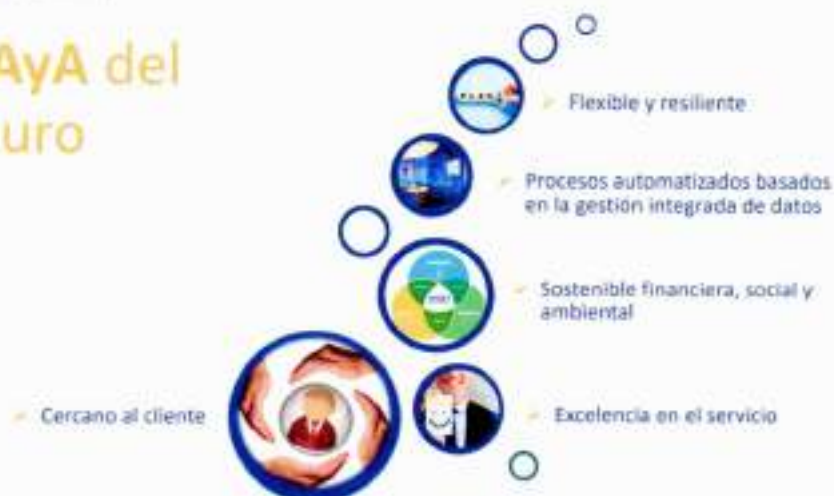 AyA del
uro
Flexible y resiliente
Procesos automatizados basados
en la gestión integrada de datos
Sostenible financiera, social y
ambiental
Cercano al cliente
Excelencia en el servicio